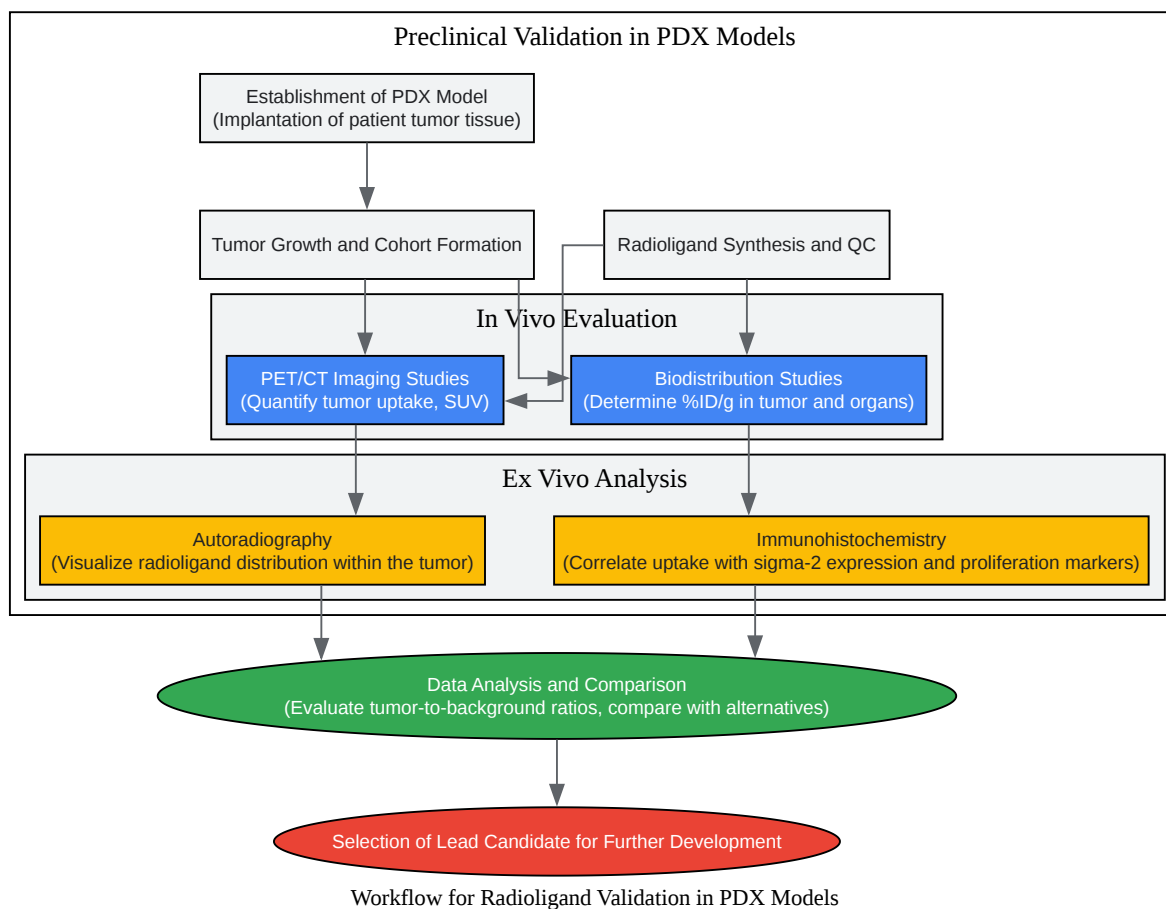 Preclinical Validation in PDX Models
Establishment of PDX Model
(Implantation of patient tumor tissue)
Tumor Growth and Cohort Formation
Radioligand Synthesis and QC
In Vivo Evaluation
PET/CT Imaging Studies
(Quantify tumor uptake, SUV)
Biodistribution Studies
(Determine %ID/g in tumor and organs)
Ex Vivo Analysis
Autoradiography
(Visualize radioligand distribution within the tumor)
Immunohistochemistry
(Correlate uptake with sigma-2 expression and proliferation markers)
Data Analysis and Comparison
(Evaluate tumor-to-background ratios, compare with alternatives)
Selection of Lead Candidate for Further Development
Workflow for Radioligand Validation in PDX Models